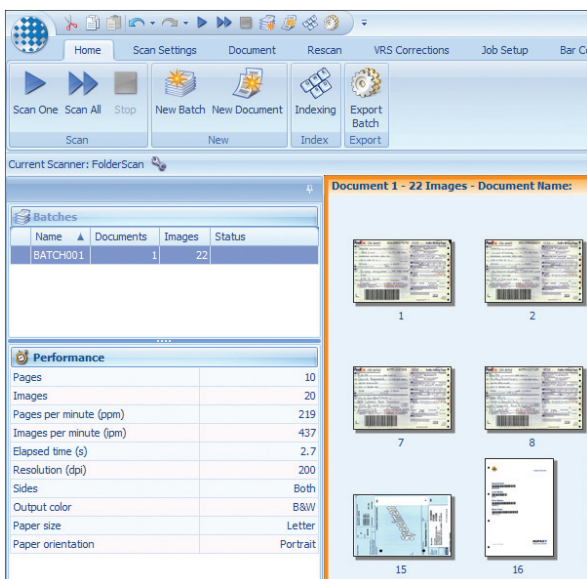 Home Scan Settings Document Rescan VRS Corrections Job Setup Bar Co
Scan One Scan All Stop New Batch New Document Indexing Export Batch
Scan New Index Export
Current Scanner: FolderScan
Document 1 - 22 Images - Document Name:
Batches
Name Documents Images Status
BATCH001 1 22
1 2
Performance
Pages 10
Images 20
Pages per minute (ppm) 219
Images per minute (ipm) 437
Elapsed time (s) 2.7
Resolution (dpi) 200
Sides Both
Output color B&W
Paper size Letter
Paper orientation Portrait
7 8
15 16